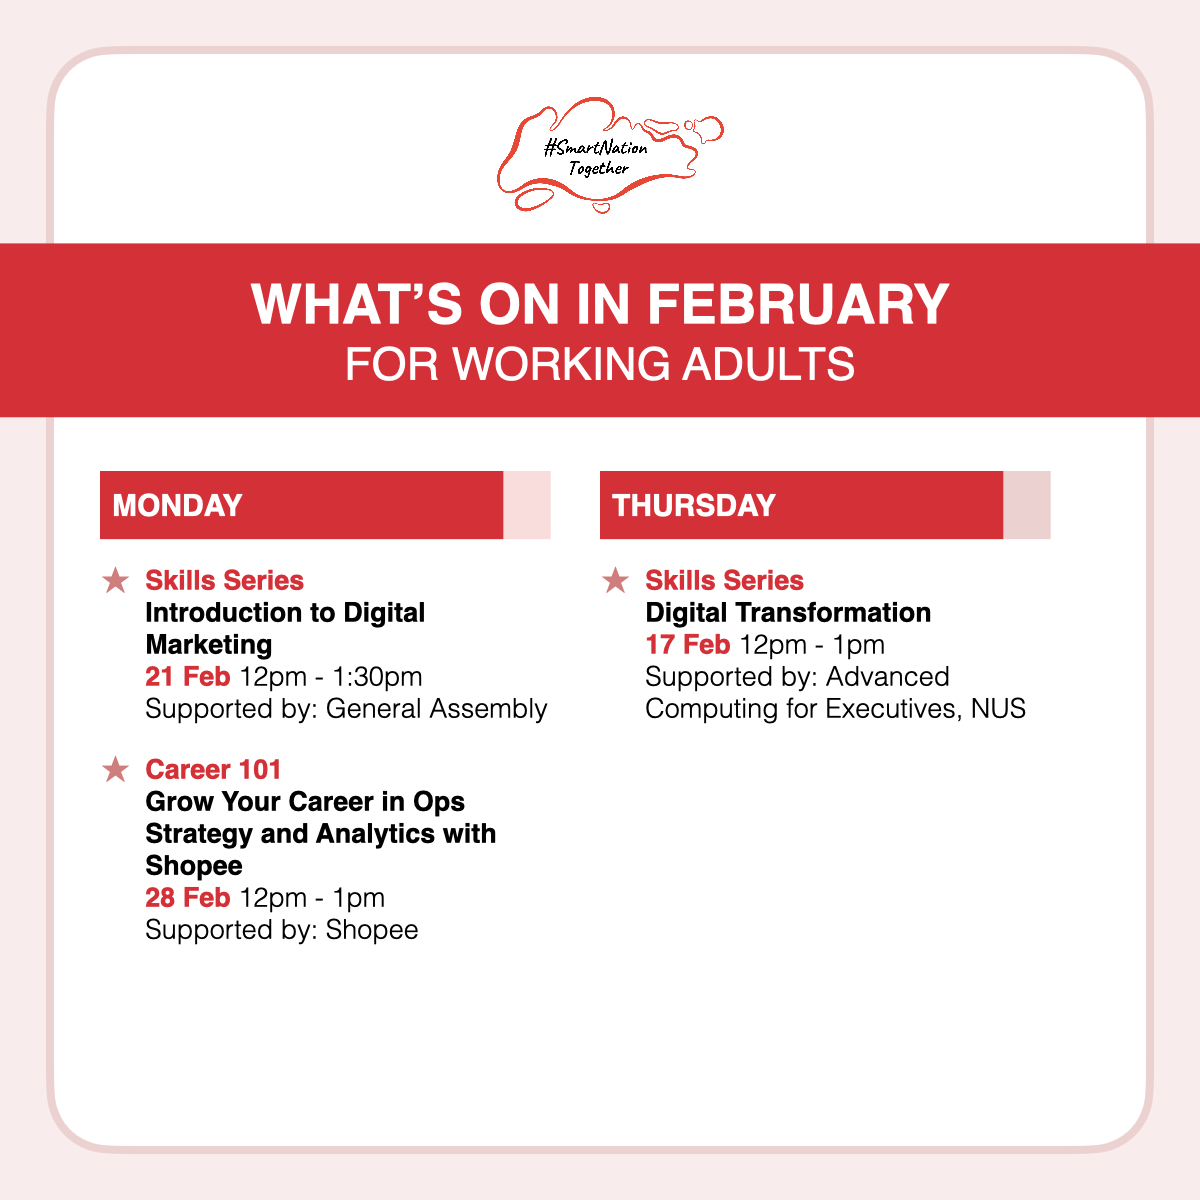 #SmartNation
Together
WHAT’S ON IN FEBRUARY
FOR WORKING ADULTS
MONDAY
Skills Series
Introduction to Digital
Marketing
21 Feb 12pm - 1:30pm
Supported by: General Assembly
Career 101
Grow Your Career in Ops
Strategy and Analytics with
Shopee
28 Feb 12pm - 1pm
Supported by: Shopee
THURSDAY
Skills Series
Digital Transformation
17 Feb 12pm - 1pm
Supported by: Advanced
Computing for Executives, NUS